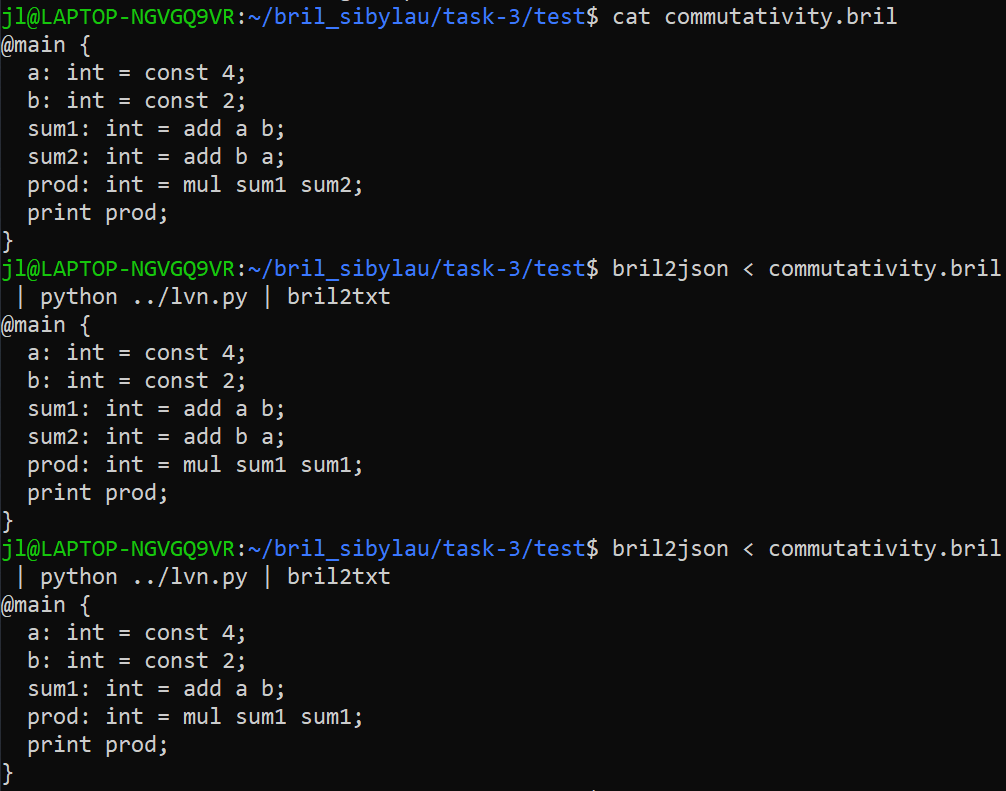 jl@LAPTOP-NGVGQ9VR:~/bril_sibylau/task-3/test$ cat commutativity.bril
@main {
  a: int = const 4;
  b: int = const 2;
  sum1: int = add a b;
  sum2: int = add b a;
  prod: int = mul sum1 sum2;
  print prod;
}
jl@LAPTOP-NGVGQ9VR:~/bril_sibylau/task-3/test$ bril2json < commutativity.bril
 | python ../lvn.py | bril2txt
@main {
  a: int = const 4;
  b: int = const 2;
  sum1: int = add a b;
  sum2: int = add b a;
  prod: int = mul sum1 sum1;
  print prod;
}
jl@LAPTOP-NGVGQ9VR:~/bril_sibylau/task-3/test$ bril2json < commutativity.bril
 | python ../lvn.py | bril2txt
@main {
  a: int = const 4;
  b: int = const 2;
  sum1: int = add a b;
  prod: int = mul sum1 sum1;
  print prod;
}